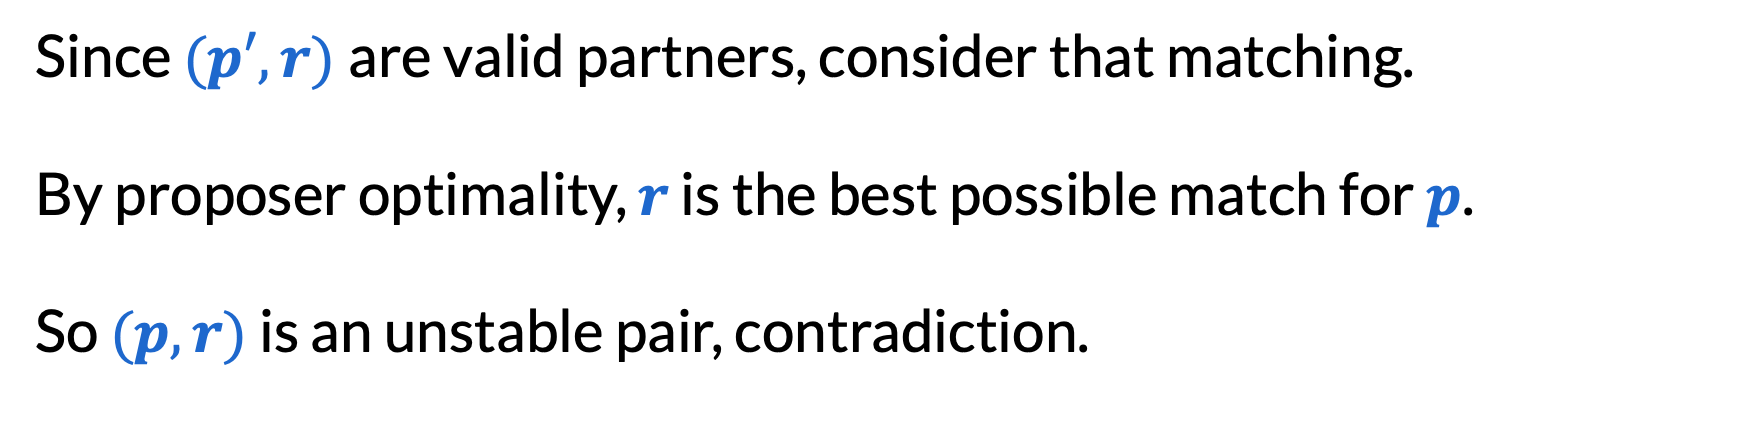 Since (p′, r) are valid partners, consider that matching.
By proposer optimality, r is the best possible match for p.
So (p, r) is an unstable pair, contradiction.